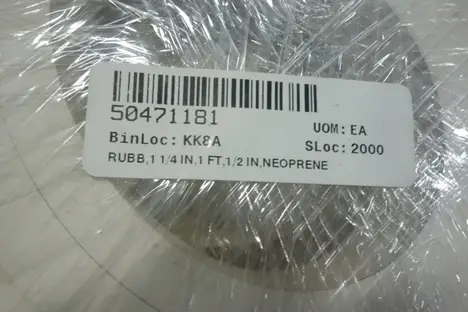 50471181
UOM: EA
BinLoc: KK8A
SLoc: 2000
RUBB,1 1/4 IN,1 FT,1/2 IN,NEOPRENE